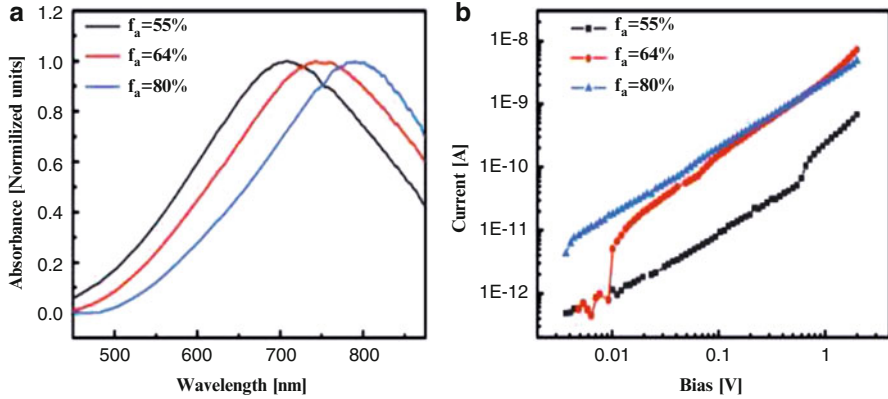 a
1.2
1.0
0.8
0.6
0.4
0.2
0.0
Absorbance [Normilized units]
fa=55%
fa=64%
fa=80%
500
600
700
800
Wavelength [nm]
b
1E-8
1E-9
1E-10
1E-11
1E-12
Current [A]
fa=55%
fa=64%
fa=80%
0.01
0.1
1
Bias [V]